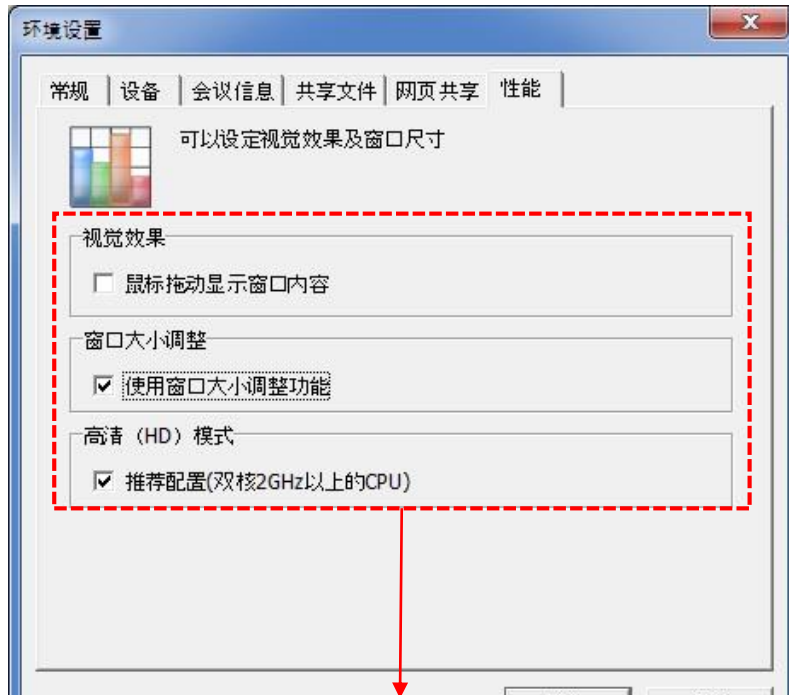 环境设置
常规 设备 会议信息 共享文件 网页共享 性能
可以设定视觉效果及窗口尺寸
视觉效果
鼠标拖动显示窗口内容
窗口大小调整
使用窗口大小调整功能
高清（HD）模式
推荐配置(双核2GHz以上的CPU)